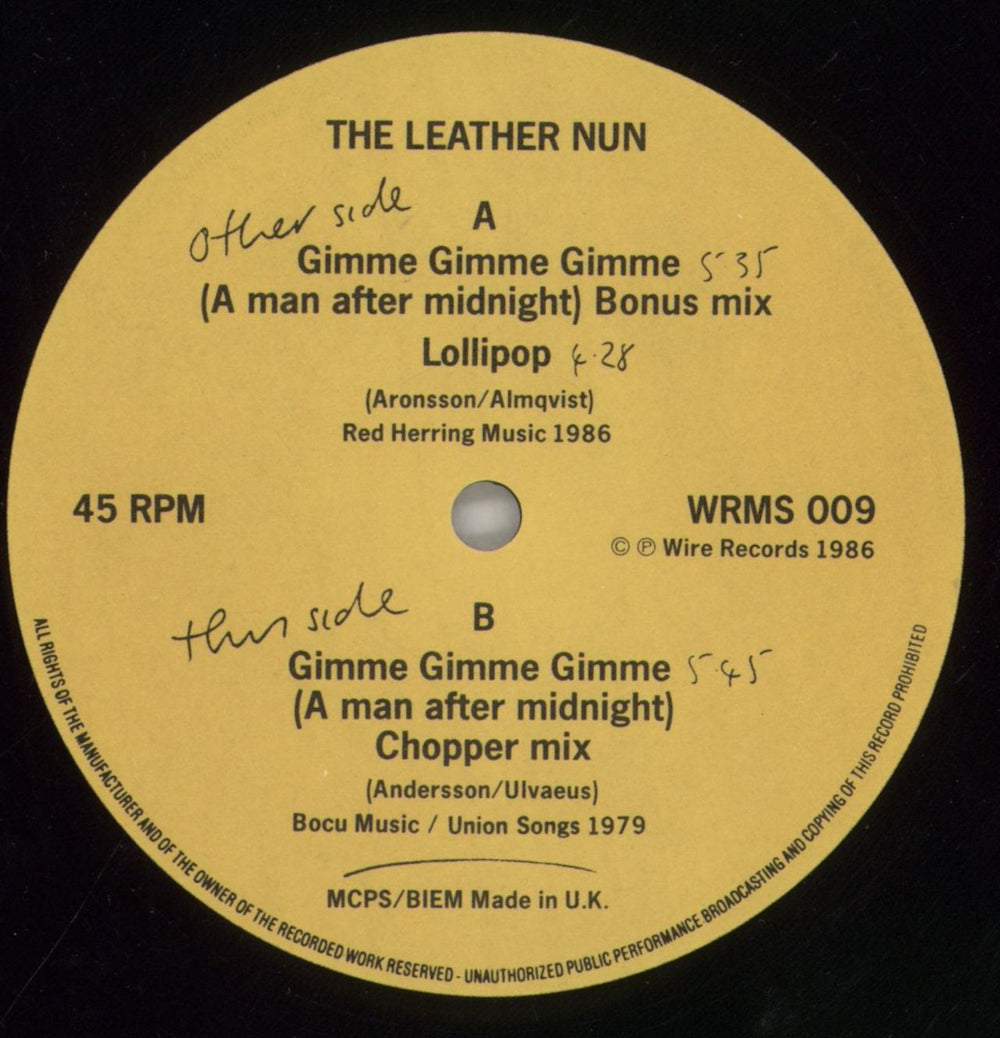 THE LEATHER NUN
other side
A
Gimme Gimme Gimme 5·35
(A man after midnight) Bonus mix
Lollipop 4·28
(Aronsson/Almqvist)
Red Herring Music 1986
45 RPM
WRMS 009
© ℗ Wire Records 1986
this side
B
Gimme Gimme Gimme 5·45
(A man after midnight)
Chopper mix
(Andersson/Ulvaeus)
Bocu Music / Union Songs 1979
MCPS/BIEM Made in U.K.
ALL RIGHTS OF THE MANUFACTURER AND OF THE OWNER OF THE RECORDED WORK RESERVED - UNAUTHORIZED PUBLIC PERFORMANCE BROADCASTING AND COPYING OF THIS RECORD PROHIBITED